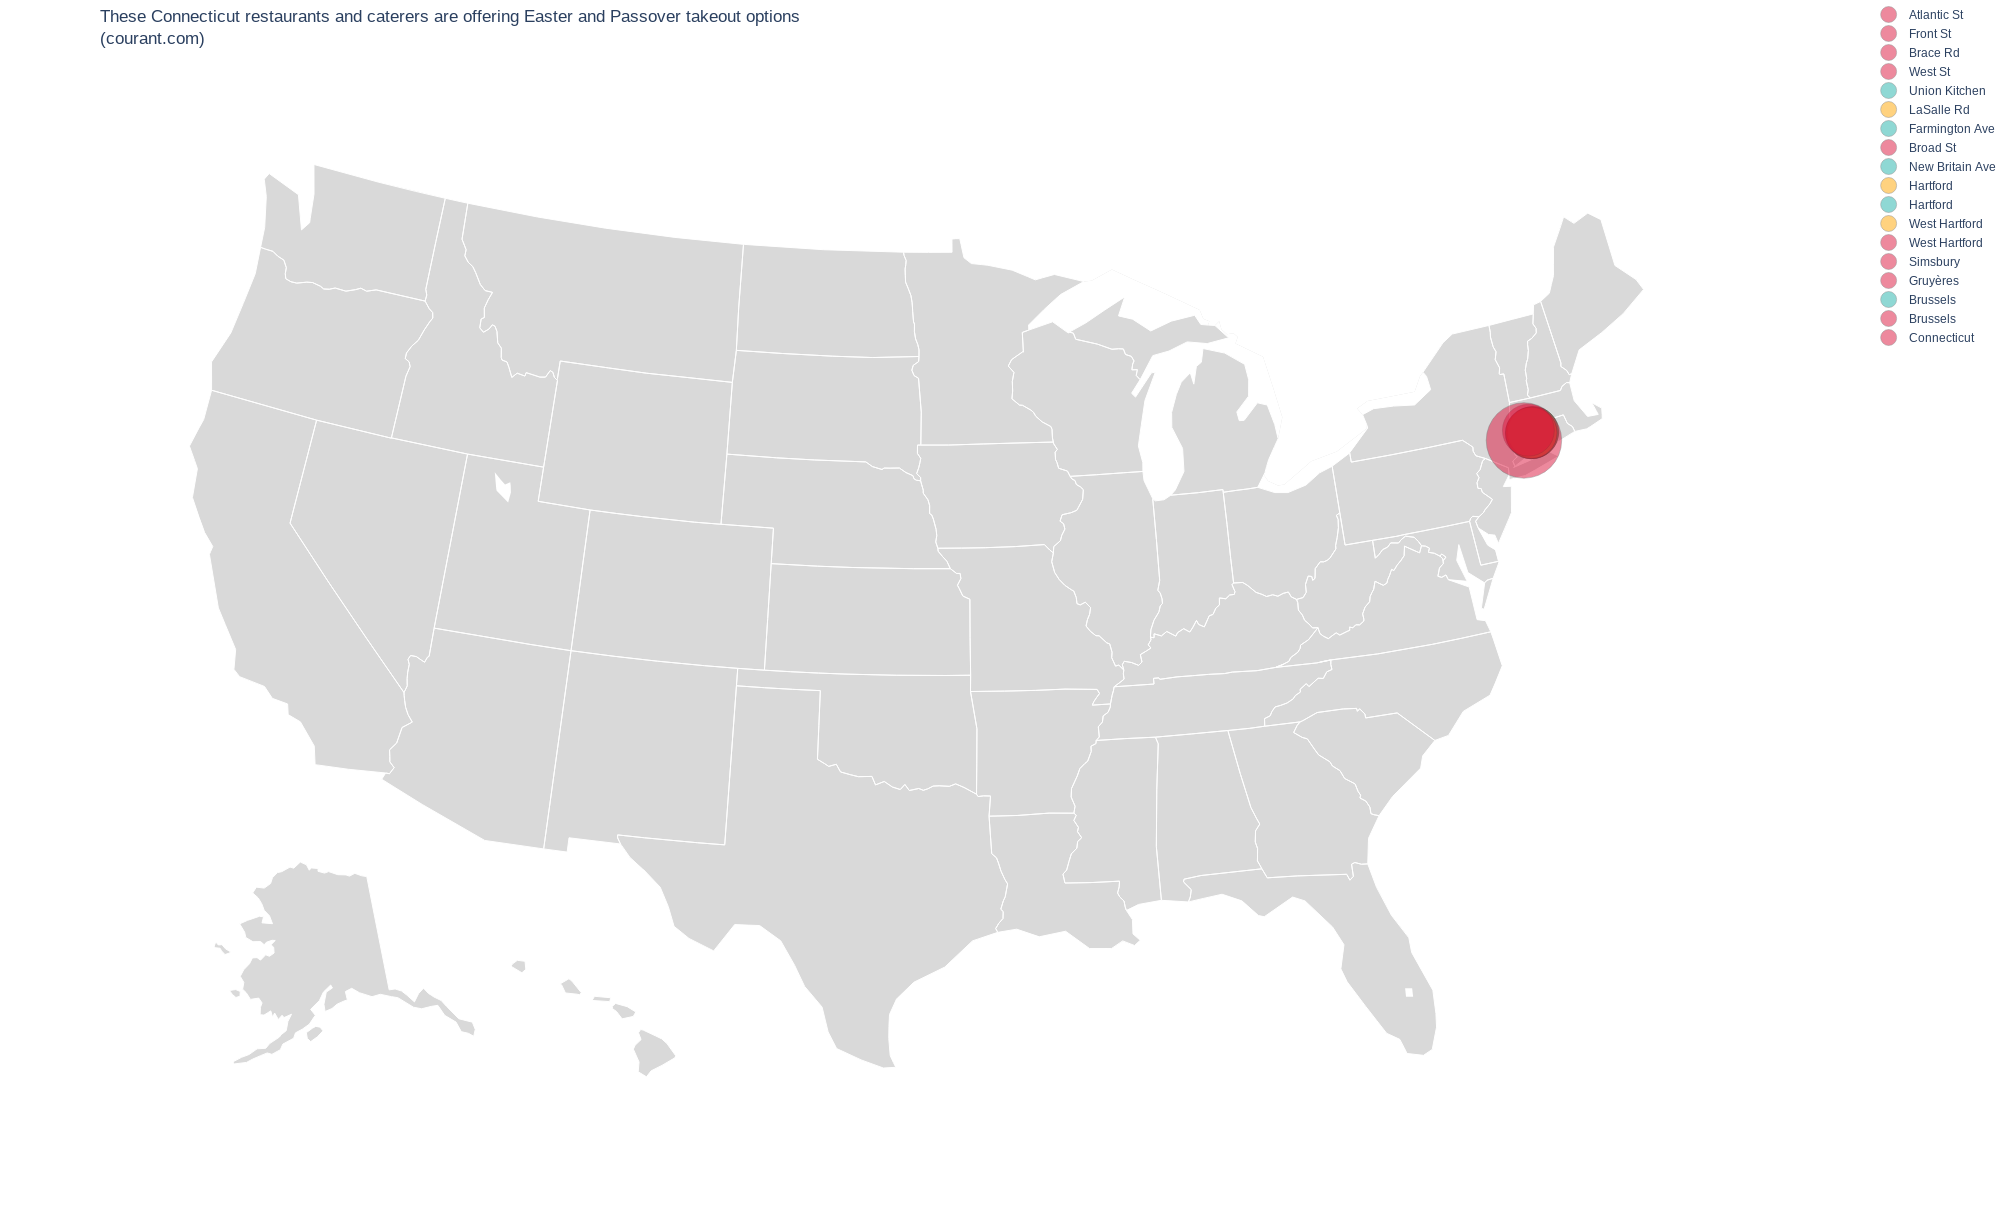 These Connecticut restaurants and caterers are offering Easter and Passover takeout options
(courant.com)
Atlantic St
Front St
Brace Rd
West St
Union Kitchen
LaSalle Rd
Farmington Ave
Broad St
New Britain Ave
Hartford
Hartford
West Hartford
West Hartford
Simsbury
Gruyères
Brussels
Brussels
Connecticut